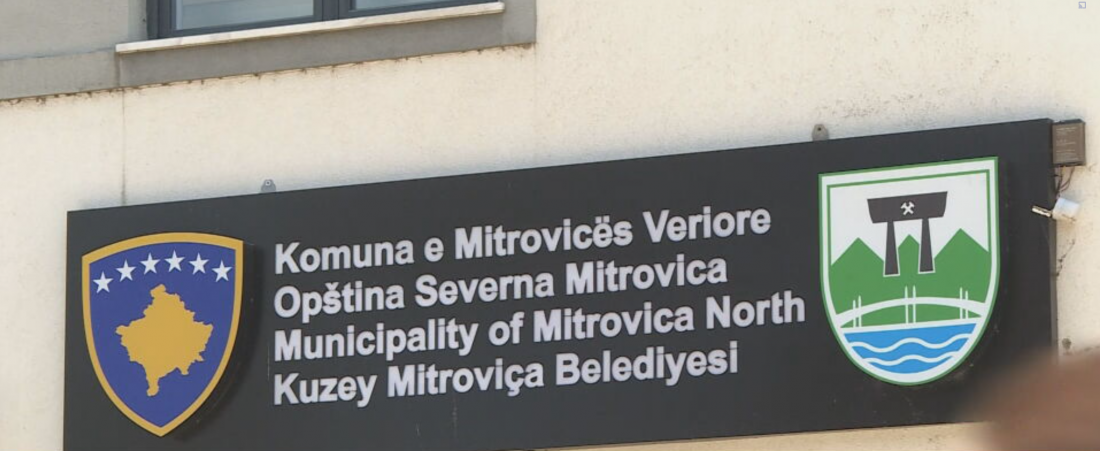 Komuna e Mitrovicës Veriore
Opština Severna Mitrovica
Municipality of Mitrovica North
Kuzey Mitroviça Belediyesi